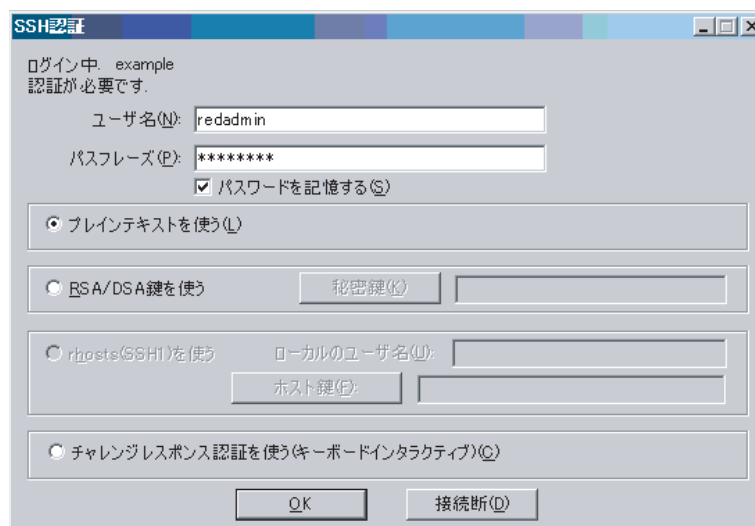 SSH認証
ログイン中. example
認証が必要です.
ユーザ名(N): redadmin
パスフレーズ(P): ********
パスワードを記憶する(S)
プレインテキストを使う(L)
RSA/DSA鍵を使う 秘密鍵(K)
rhosts(SSH1)を使う ローカルのユーザ名(U):
ホスト鍵(F):
チャレンジレスポンス認証を使う(キーボードインタラクティブ)(C)
OK 接続断(D)